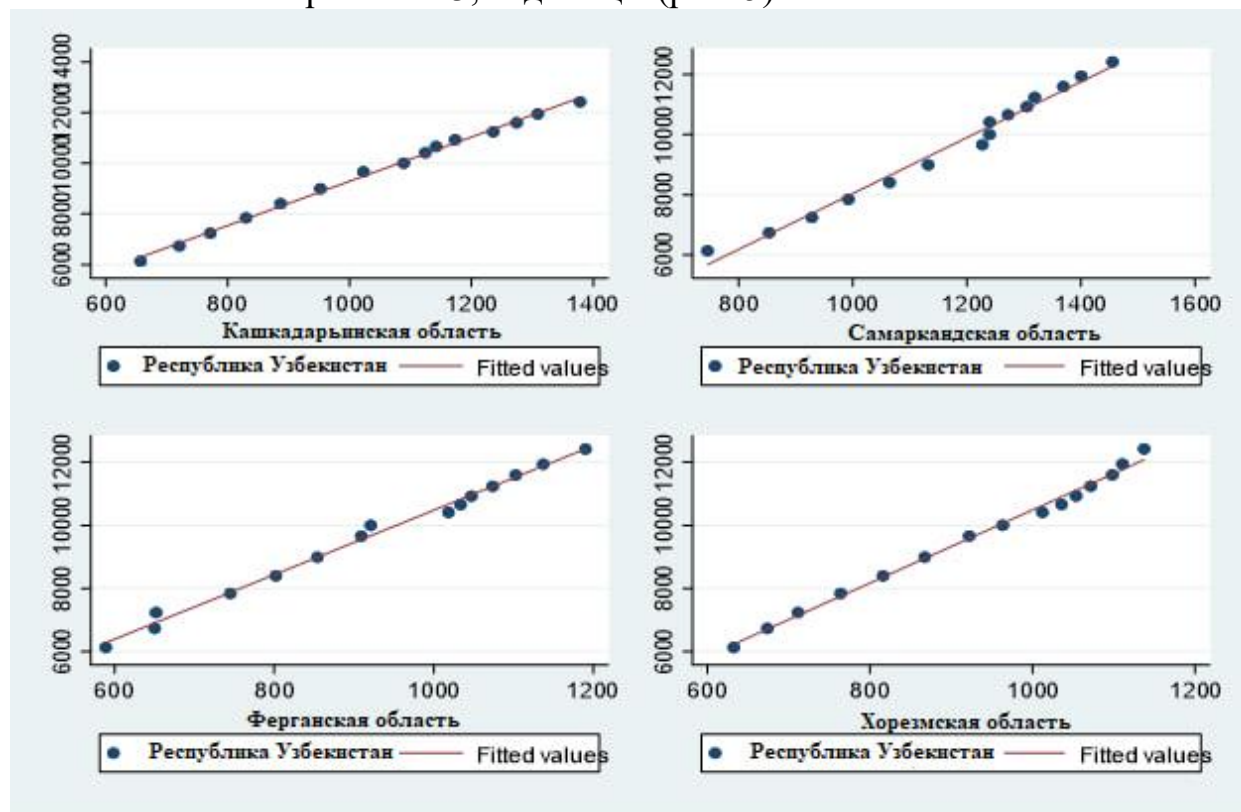 14000
12000
10000
8000
6000
600 800 1000 1200 1400
Кашкадарьинская область
Республика Узбекистан Fitted values
12000
10000
8000
6000
800 1000 1200 1400 1600
Самаркандская область
Республика Узбекистан Fitted values
12000
10000
8000
6000
600 800 1000 1200
Ферганская область
Республика Узбекистан Fitted values
12000
10000
8000
6000
600 800 1000 1200
Хорезмская область
Республика Узбекистан Fitted values